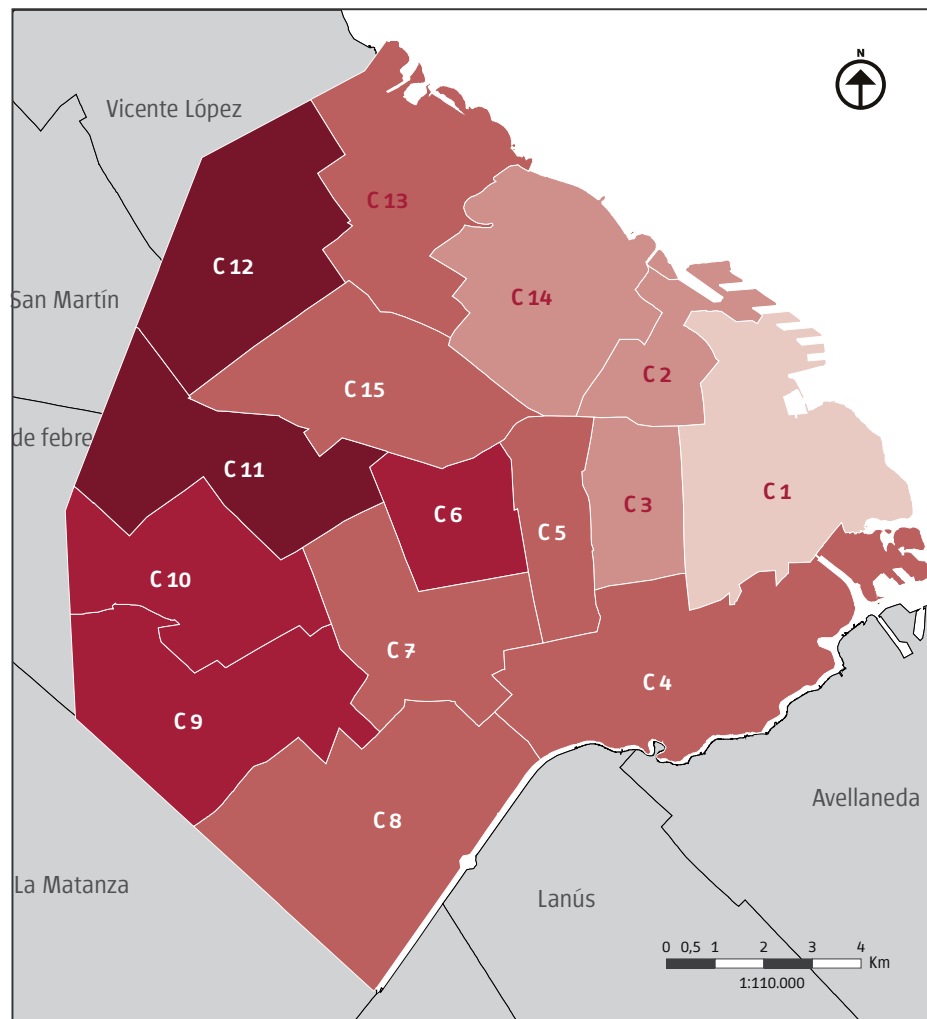 N
Vicente López
C 13
C 12
C 14
San Martín
C 2
C 15
de febre
C 11
C 1
C 6
C 3
C 5
C 10
C 7
C 4
C 9
Avellaneda
C 8
La Matanza
Lanús
0 0,5 1 2 3 4
Km
1:110.000